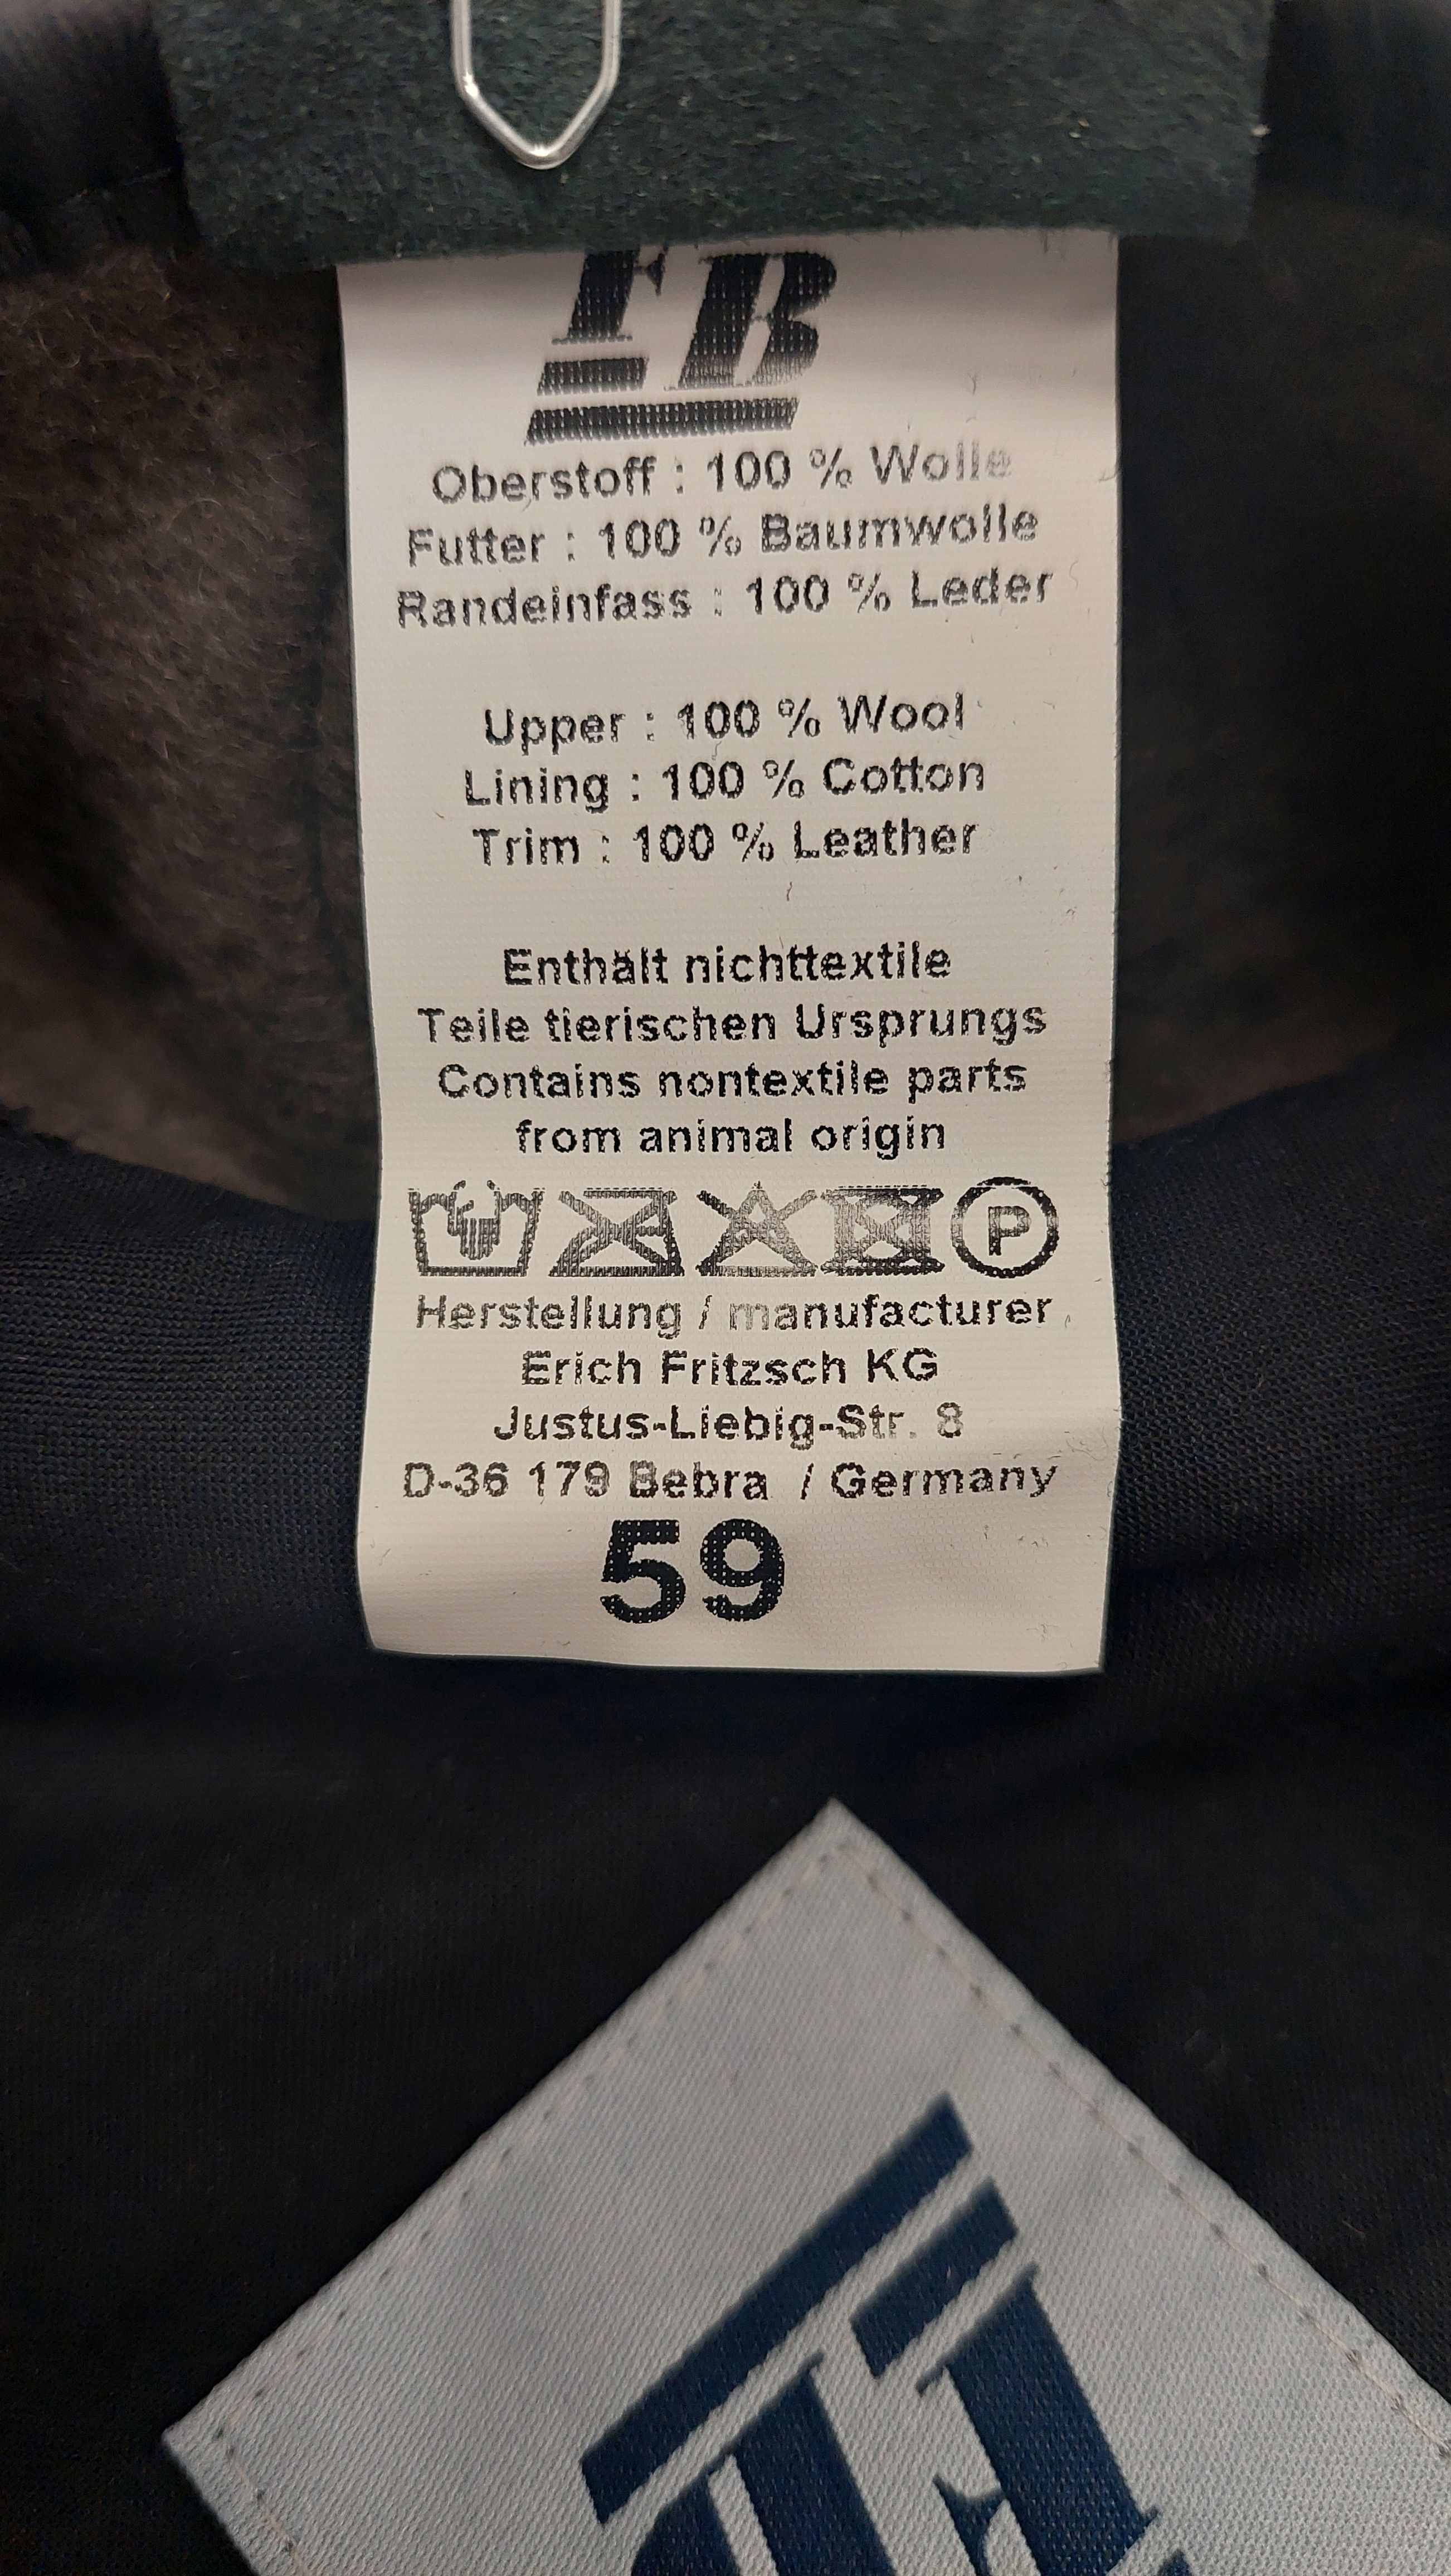 FB
Oberstoff : 100 % Wolle
Futter : 100 % Baumwolle
Randeinfass : 100 % Leder
Upper : 100 % Wool
Lining : 100 % Cotton
Trim : 100 % Leather
Enthält nichttextile
Teile tierischen Ursprungs
Contains nontextile parts
from animal origin
P
Herstellung / manufacturer
Erich Fritzsch KG
Justus-Liebig-Str. 8
D-36 179 Bebra / Germany
59